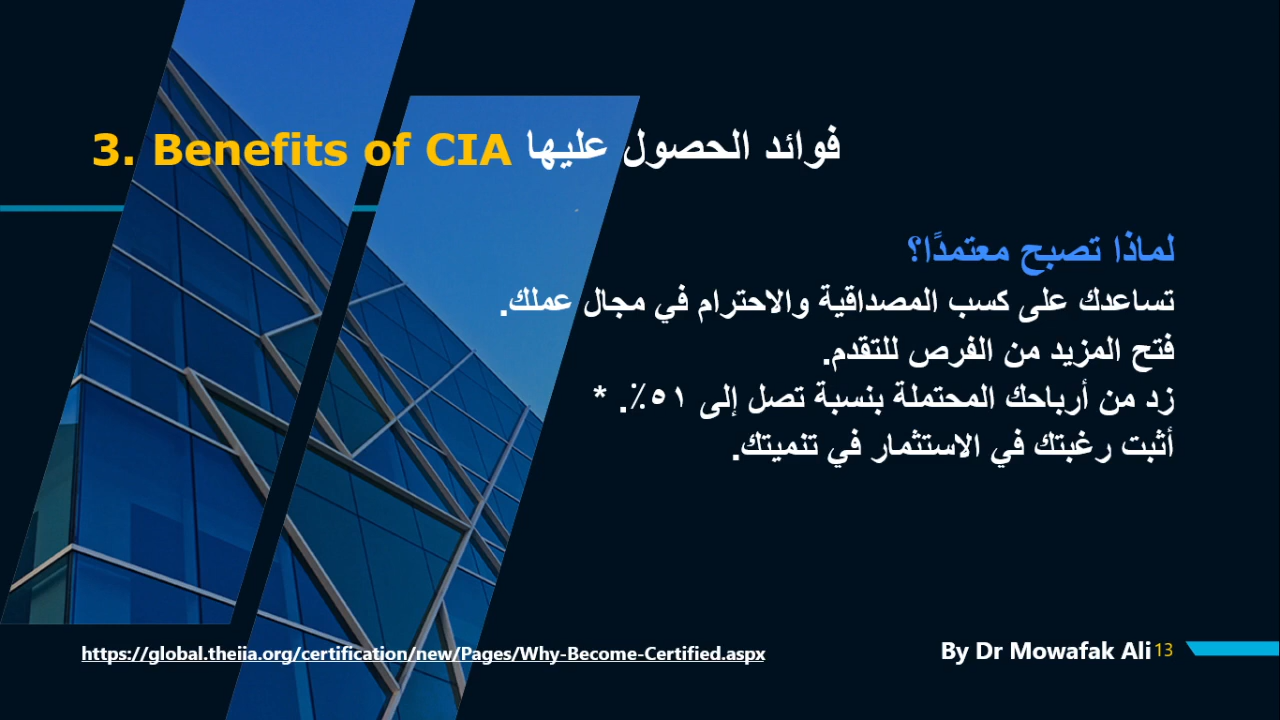 3. Benefits of CIA فوائد الحصول عليها
لماذا تصبح معتمدًا؟
تساعدك على كسب المصداقية والاحترام في مجال عملك.
فتح المزيد من الفرص للتقدم.
زد من أرباحك المحتملة بنسبة تصل إلى ٥١٪. *
أثبت رغبتك في الاستثمار في تنميتك.
https://global.theiia.org/certification/new/Pages/Why-Become-Certified.aspx
By Dr Mowafak Ali 13